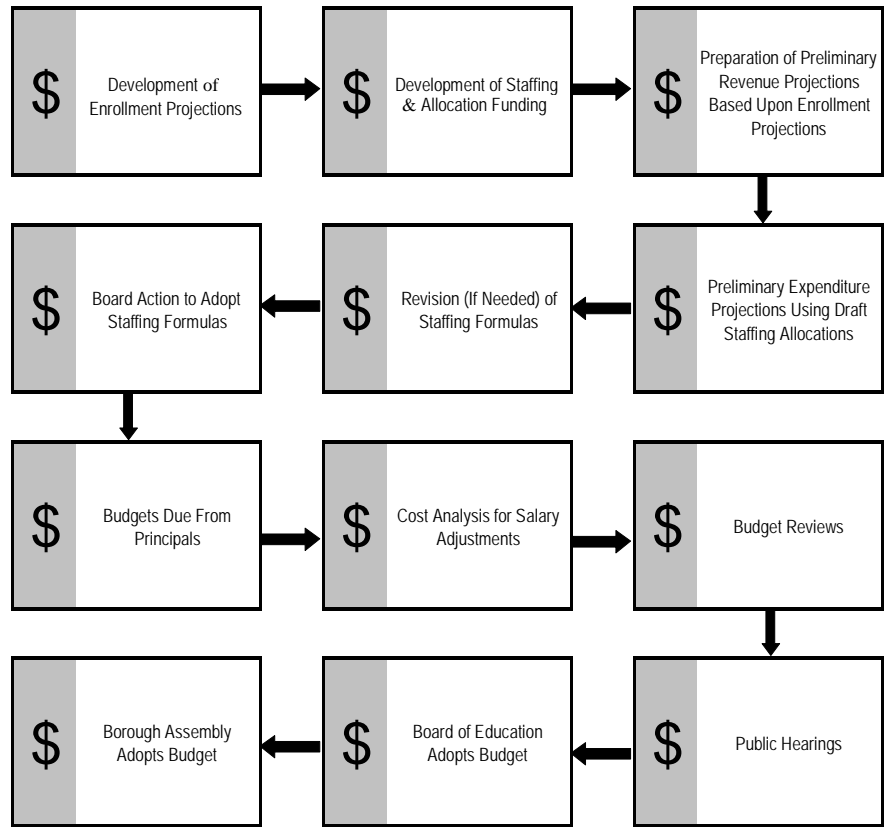 $
Development of
Enrollment Projections
$
Development of Staffing
& Allocation Funding
$
Preparation of Preliminary
Revenue Projections
Based Upon Enrollment
Projections
$
Preliminary Expenditure
Projections Using Draft
Staffing Allocations
$
Revision (If Needed) of
Staffing Formulas
$
Board Action to Adopt
Staffing Formulas
$
Budgets Due From
Principals
$
Cost Analysis for Salary
Adjustments
$
Budget Reviews
$
Public Hearings
$
Board of Education
Adopts Budget
$
Borough Assembly
Adopts Budget